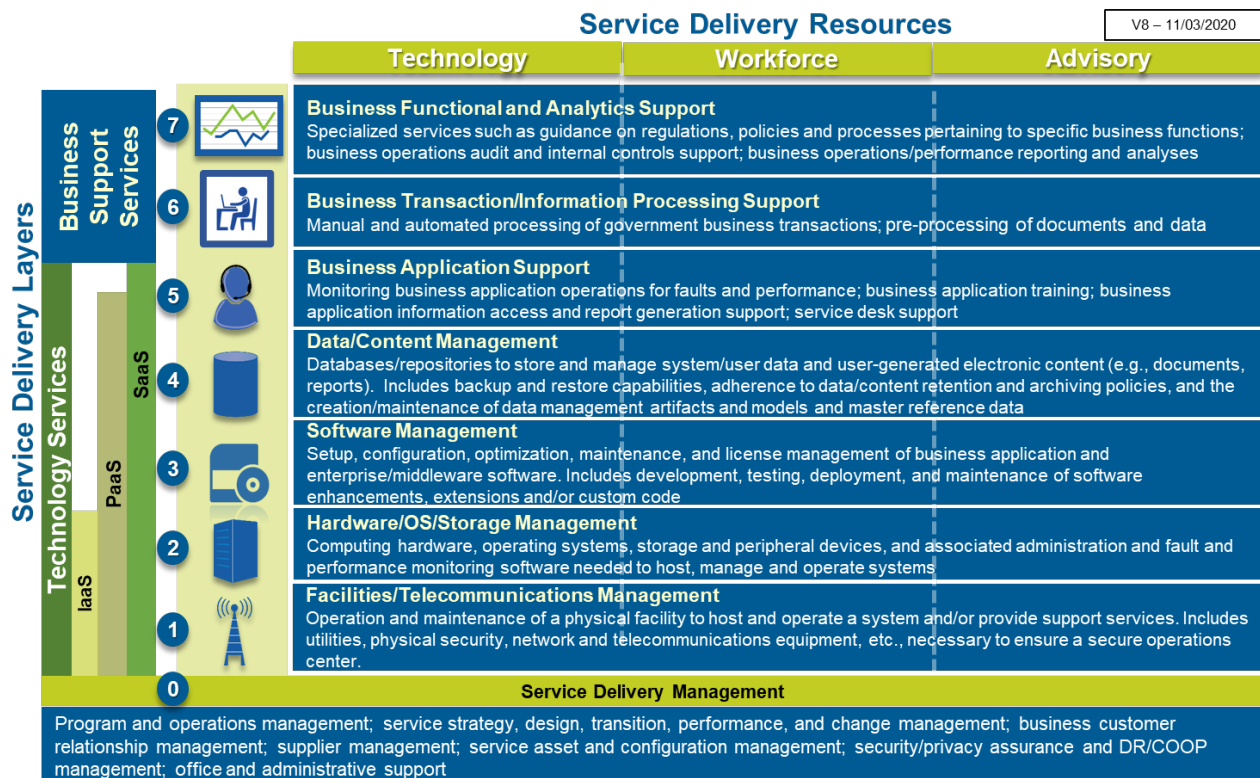 Service Delivery Resources
V8 – 11/03/2020
Technology
Workforce
Advisory
Service Delivery Layers
Business
Support
Services
Technology Services
IaaS
PaaS
SaaS
7
Business Functional and Analytics Support
Specialized services such as guidance on regulations, policies and processes pertaining to specific business functions;
business operations audit and internal controls support; business operations/performance reporting and analyses
6
Business Transaction/Information Processing Support
Manual and automated processing of government business transactions; pre-processing of documents and data
5
Business Application Support
Monitoring business application operations for faults and performance; business application training; business
application information access and report generation support; service desk support
4
Data/Content Management
Databases/repositories to store and manage system/user data and user-generated electronic content (e.g., documents,
reports). Includes backup and restore capabilities, adherence to data/content retention and archiving policies, and the
creation/maintenance of data management artifacts and models and master reference data
3
Software Management
Setup, configuration, optimization, maintenance, and license management of business application and
enterprise/middleware software. Includes development, testing, deployment, and maintenance of software
enhancements, extensions and/or custom code
2
Hardware/OS/Storage Management
Computing hardware, operating systems, storage and peripheral devices, and associated administration and fault and
performance monitoring software needed to host, manage and operate systems
1
Facilities/Telecommunications Management
Operation and maintenance of a physical facility to host and operate a system and/or provide support services. Includes
utilities, physical security, network and telecommunications equipment, etc., necessary to ensure a secure operations
center.
0
Service Delivery Management
Program and operations management; service strategy, design, transition, performance, and change management; business customer
relationship management; supplier management; service asset and configuration management; security/privacy assurance and DR/COOP
management; office and administrative support